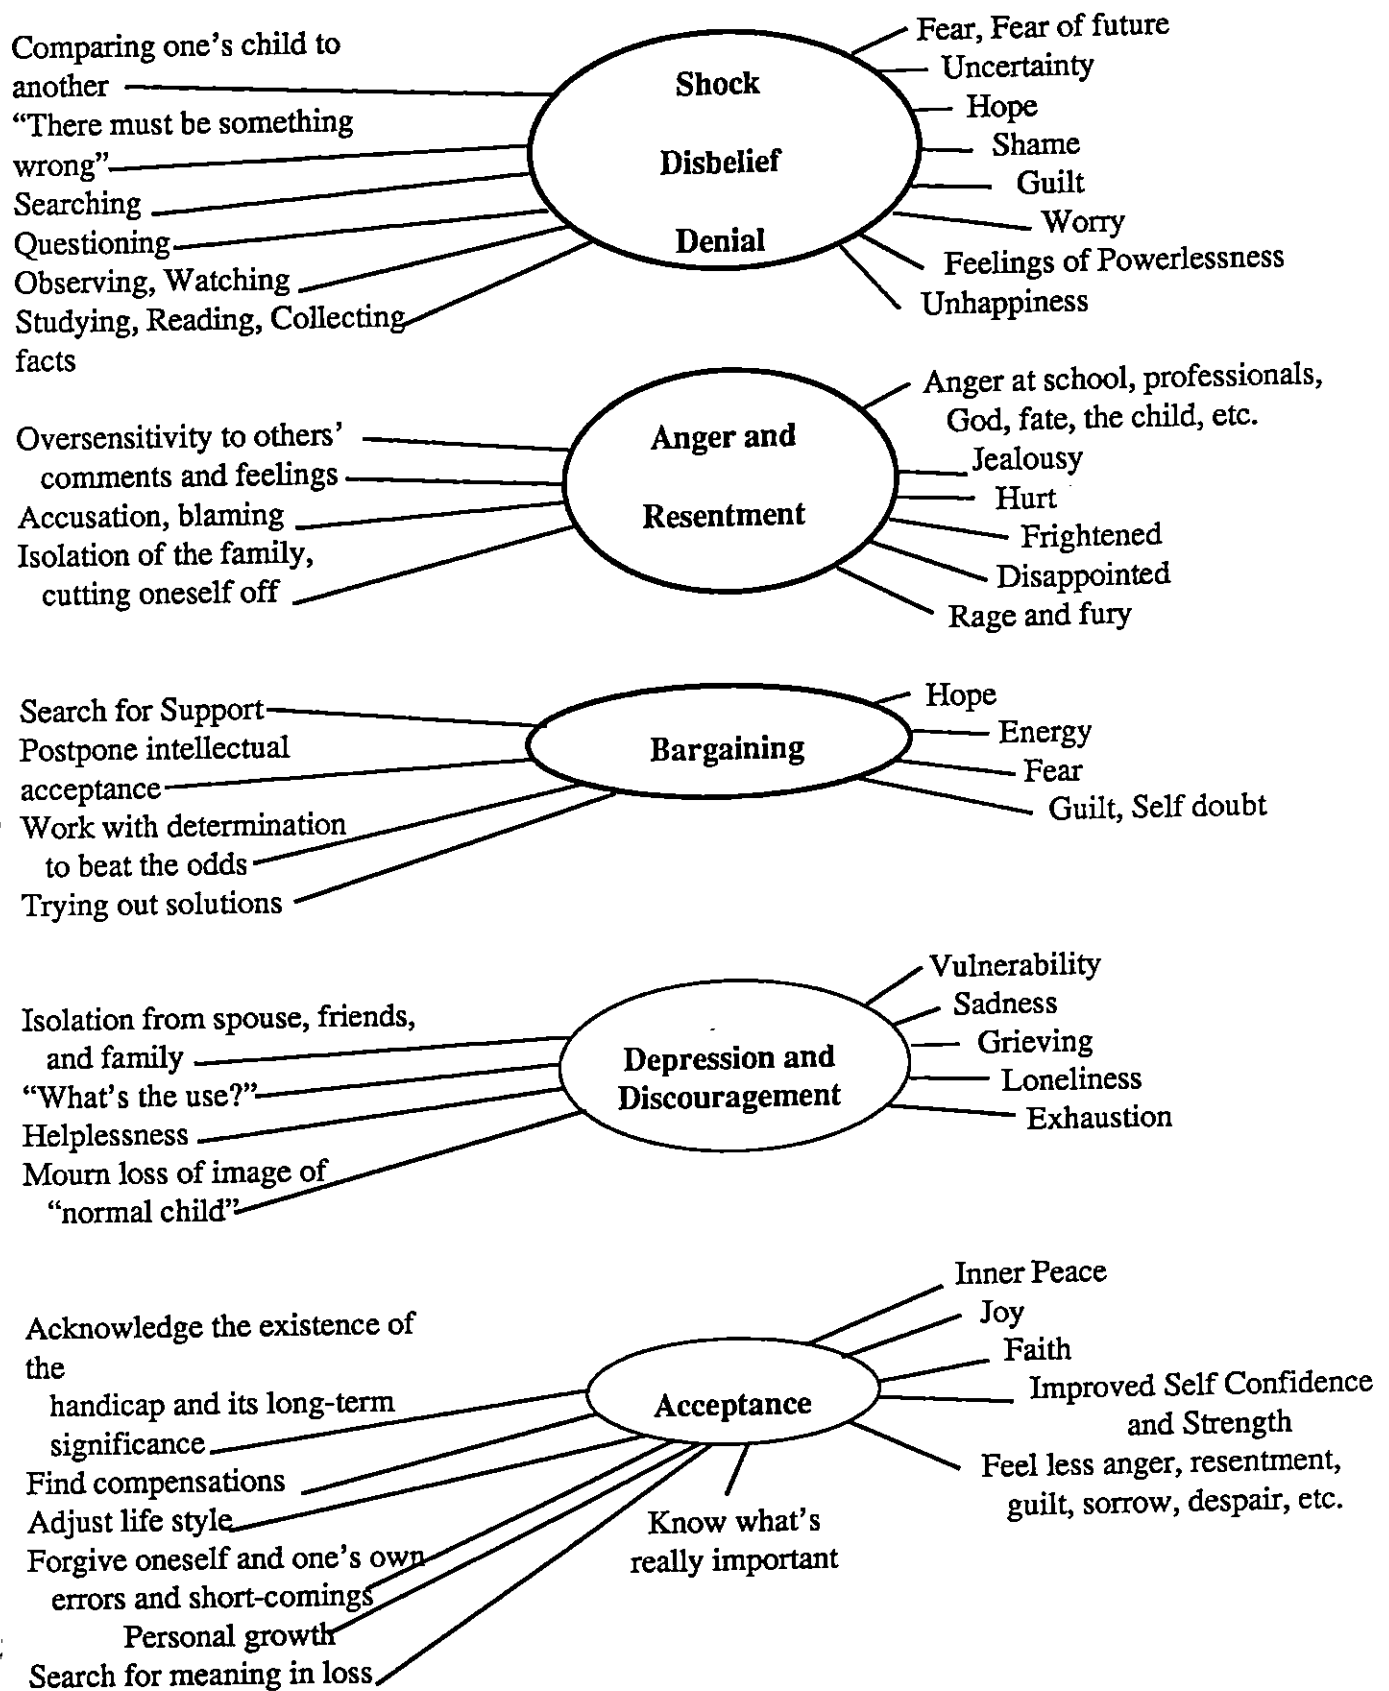 Comparing one's child to
another
“There must be something
wrong”
Searching
Questioning
Observing, Watching
Studying, Reading, Collecting
facts
Shock
Disbelief
Denial
Fear, Fear of future
Uncertainty
Hope
Shame
Guilt
Worry
Feelings of Powerlessness
Unhappiness
Oversensitivity to others’
comments and feelings
Accusation, blaming
Isolation of the family,
cutting oneself off
Anger and
Resentment
Anger at school, professionals,
God, fate, the child, etc.
Jealousy
Hurt
Frightened
Disappointed
Rage and fury
Search for Support
Postpone intellectual
acceptance
Work with determination
to beat the odds
Trying out solutions
Bargaining
Hope
Energy
Fear
Guilt, Self doubt
Isolation from spouse, friends,
and family
“What's the use?”
Helplessness
Mourn loss of image of
“normal child”
Depression and
Discouragement
Vulnerability
Sadness
Grieving
Loneliness
Exhaustion
Acknowledge the existence of
the
handicap and its long-term
significance
Find compensations
Adjust life style
Forgive oneself and one's own
errors and short-comings
Personal growth
Search for meaning in loss
Acceptance
Know what's
really important
Inner Peace
Joy
Faith
Improved Self Confidence
and Strength
Feel less anger, resentment,
guilt, sorrow, despair, etc.